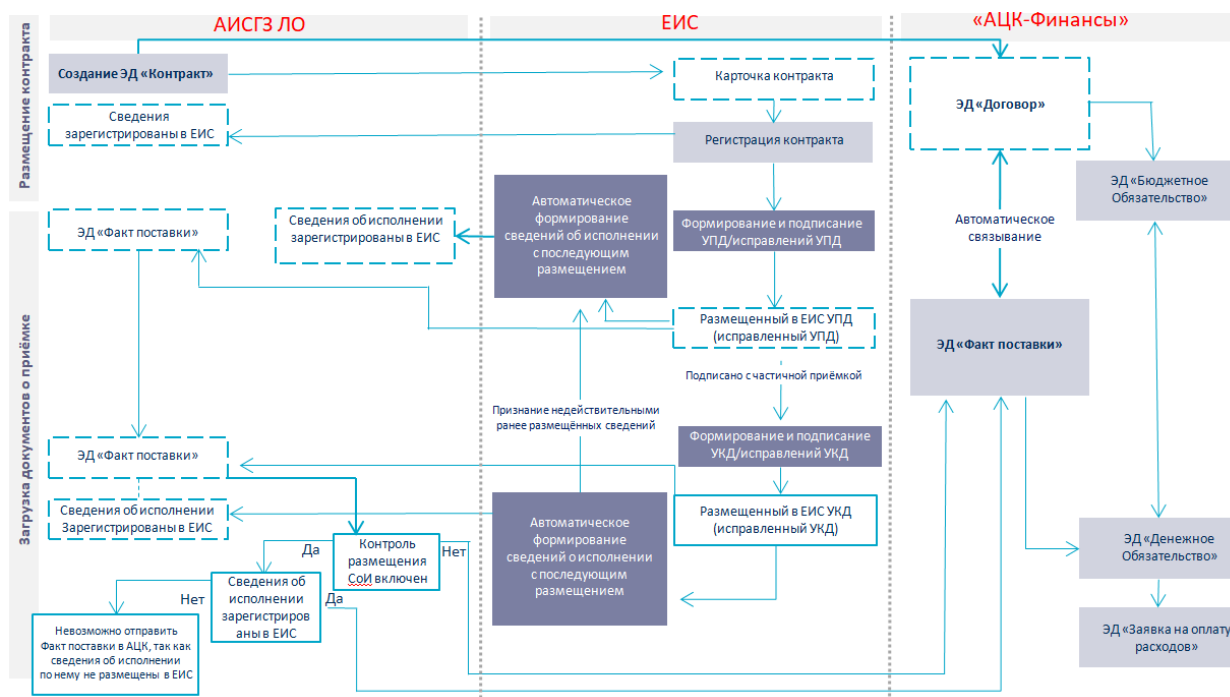 АИСГЗ ЛО
ЕИС
«АЦК-Финансы»
Размещение контракта
Создание ЭД «Контракт»
Карточка контракта
ЭД «Договор»
Сведения
зарегистрированы в ЕИС
Регистрация контракта
ЭД «Бюджетное
Обязательство»
Загрузка документов о приёмке
ЭД «Факт поставки»
Сведения об исполнении
зарегистрированы в ЕИС
Автоматическое
формирование
сведений об исполнении
с последующим
размещением
Формирование и подписание
УПД/исправлений УПД
Автоматическое
связывание
Размещенный в ЕИС УПД
(исправленный УПД)
ЭД «Факт поставки»
Подписано с частичной приёмкой
Признание недействительными
ранее размещённых сведений
Формирование и подписание
УКД/исправлений УКД
ЭД «Факт поставки»
Сведения об исполнении
Зарегистрированы в ЕИС
Автоматическое
формирование
сведений о исполнении
с последующим
размещением
Размещенный в ЕИС УКД
(исправленный УКД)
Да
Контроль
размещения
СоИ включен
Нет
ЭД «Денежное
Обязательство»
Нет
Сведения об
исполнении
зарегистриров
аны в ЕИС
Да
Невозможно отправить
Факт поставки в АЦК, так как
сведения об исполнении
по нему не размещены в ЕИС
ЭД «Заявка на оплату
расходов»